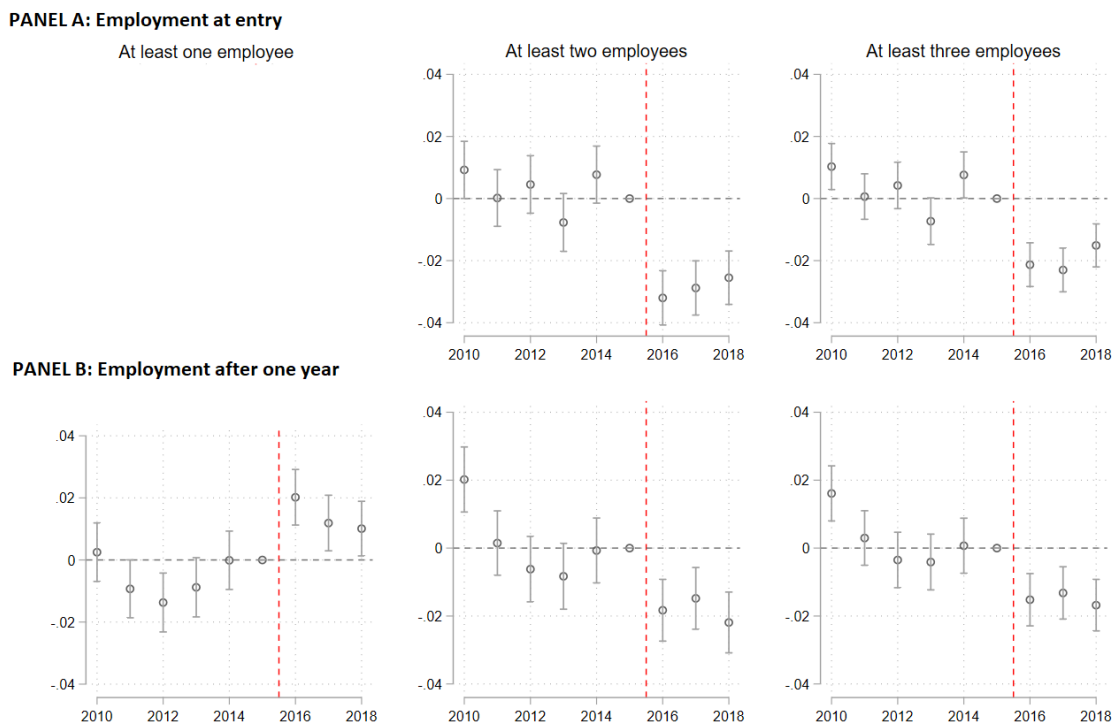 PANEL A: Employment at entry
At least one employee
At least two employees
At least three employees
.04
.02
0
-.02
-.04
2010 2012 2014 2016 2018
.04
.02
0
-.02
-.04
2010 2012 2014 2016 2018
PANEL B: Employment after one year
.04
.02
0
-.02
-.04
2010 2012 2014 2016 2018
.04
.02
0
-.02
-.04
2010 2012 2014 2016 2018
.04
.02
0
-.02
-.04
2010 2012 2014 2016 2018